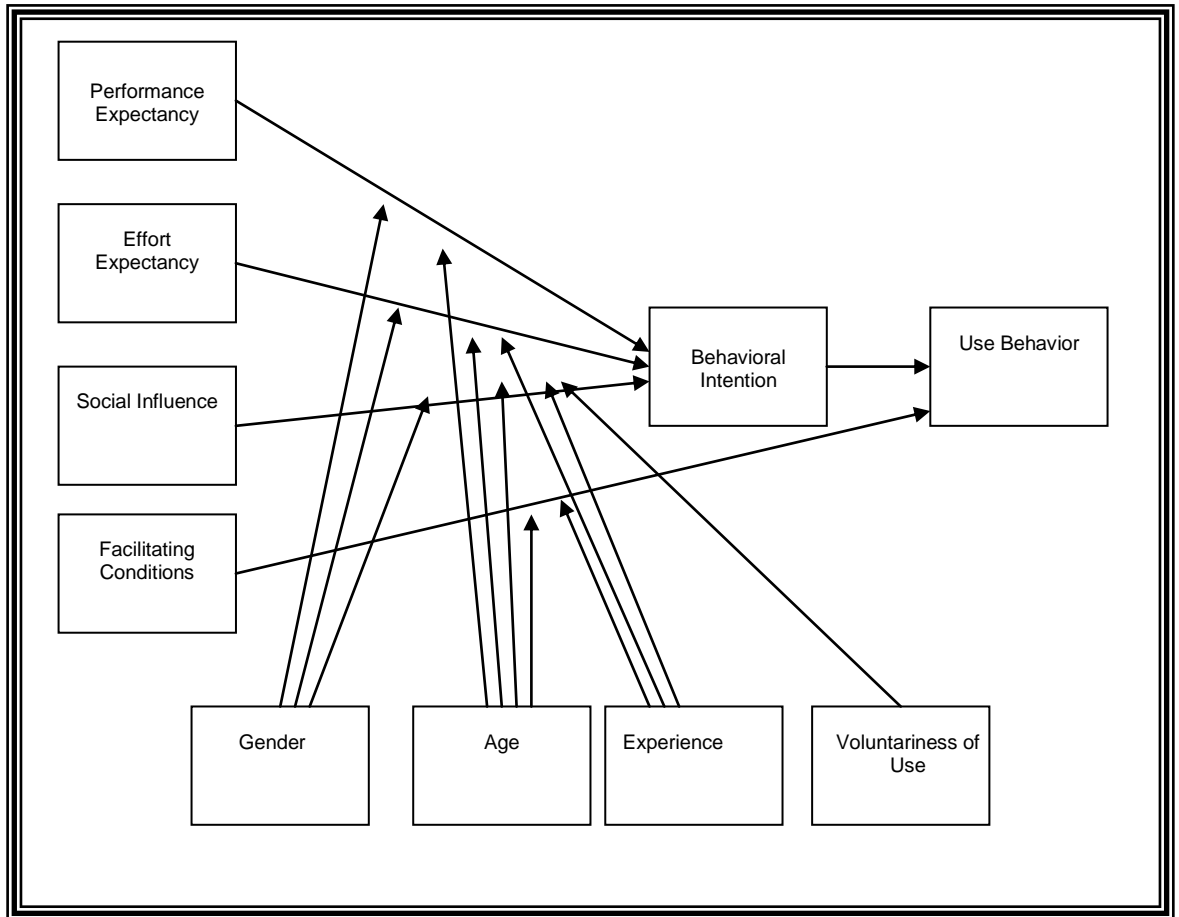 Performance
Expectancy
Effort
Expectancy
Social Influence
Facilitating
Conditions
Behavioral
Intention
Use Behavior
Gender
Age
Experience
Voluntariness of
Use